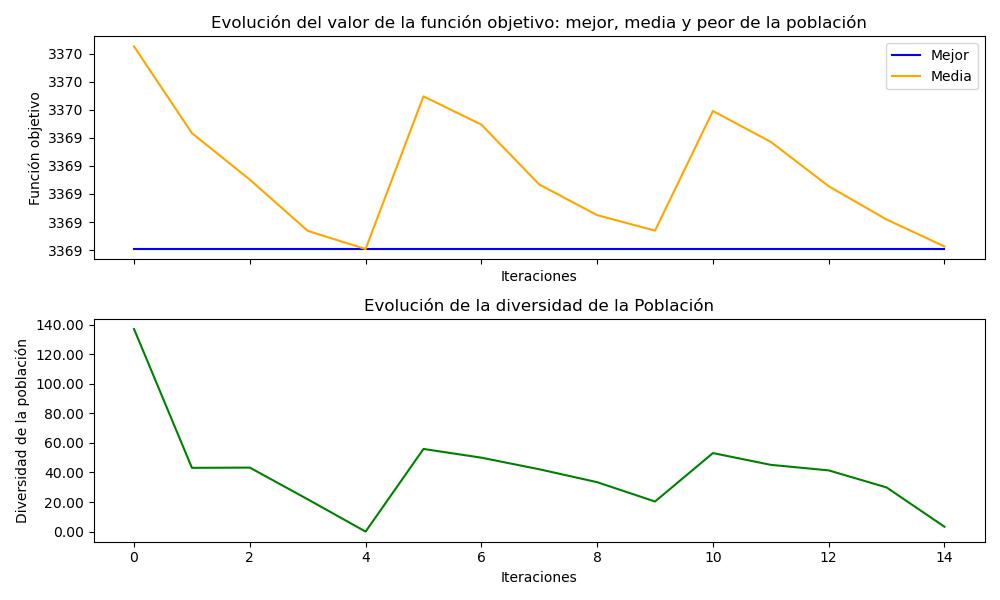 Evolución del valor de la función objetivo: mejor, media y peor de la población
Función objetivo
3370
3370
3370
3369
3369
3369
3369
3369
Mejor
Media
Iteraciones
Evolución de la diversidad de la Población
Diversidad de la población
140.00
120.00
100.00
80.00
60.00
40.00
20.00
0.00
0 2 4 6 8 10 12 14
Iteraciones